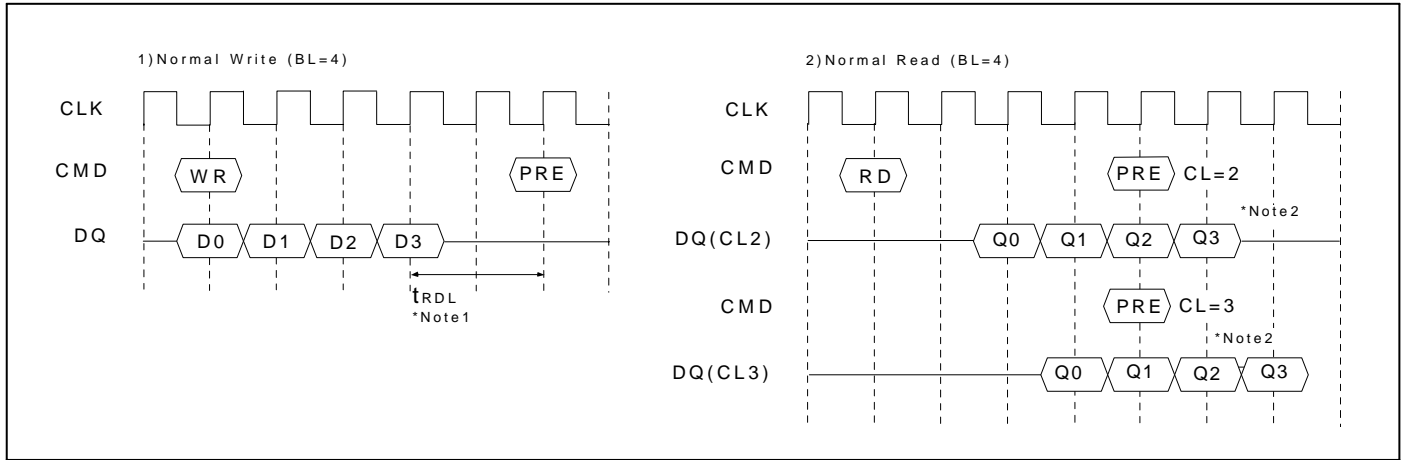 1)Normal Write (BL=4)
CLK
CMD WR PRE
DQ D0 D1 D2 D3
tRDL
*Note1
2)Normal Read (BL=4)
CLK
CMD RD PRE CL=2
*Note2
DQ(CL2) Q0 Q1 Q2 Q3
CMD PRE CL=3
*Note2
DQ(CL3) Q0 Q1 Q2 Q3